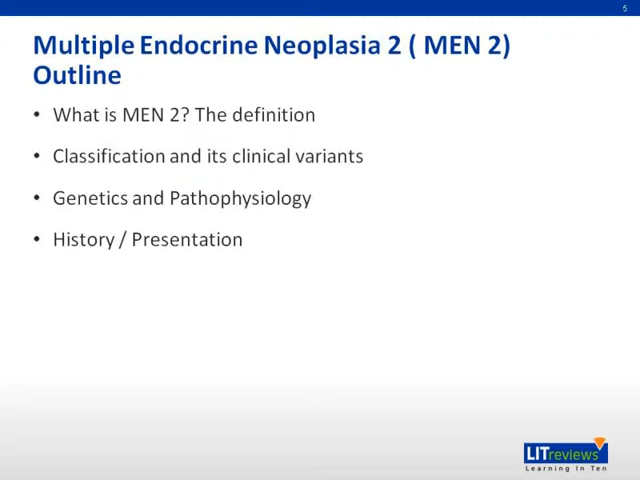 5
Multiple Endocrine Neoplasia 2 ( MEN 2)
Outline
• What is MEN 2? The definition
• Classification and its clinical variants
• Genetics and Pathophysiology
• History / Presentation
LITreviews
Learning In Ten